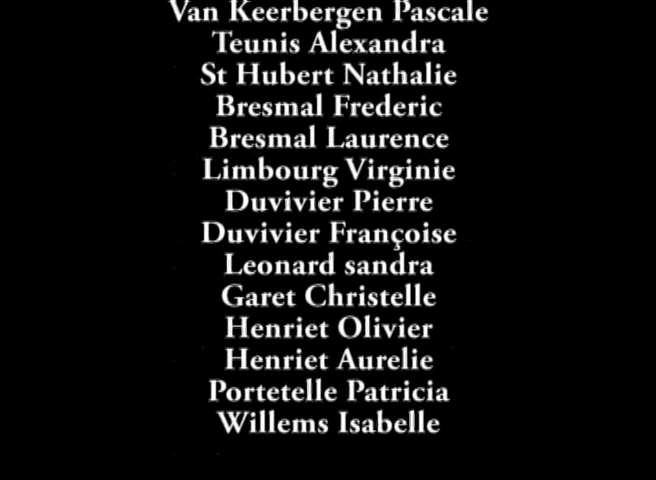 Van Keerbergen Pascale
Teunis Alexandra
St Hubert Nathalie
Bresmal Frederic
Bresmal Laurence
Limbourg Virginie
Duvivier Pierre
Duvivier Françoise
Leonard sandra
Garet Christelle
Henriet Olivier
Henriet Aurelie
Portetelle Patricia
Willems Isabelle